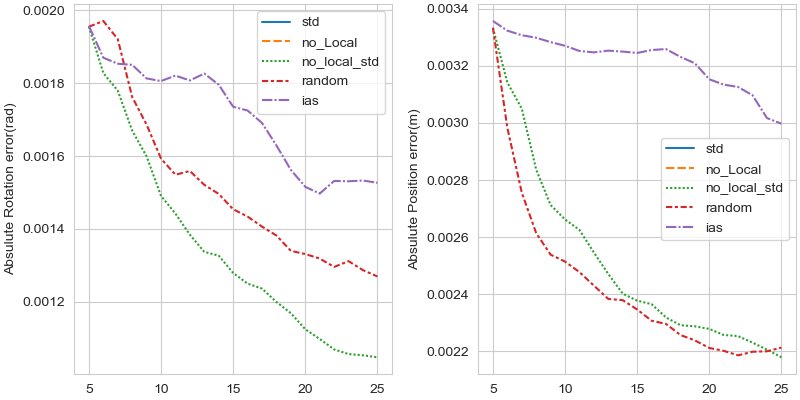 0.0020
0.0018
0.0016
0.0014
0.0012
Absulute Rotation error(rad)
std
no_Local
no_local_std
random
ias
5 10 15 20 25
0.0034
0.0032
0.0030
0.0028
0.0026
0.0024
0.0022
Absulute Position error(m)
std
no_Local
no_local_std
random
ias
5 10 15 20 25